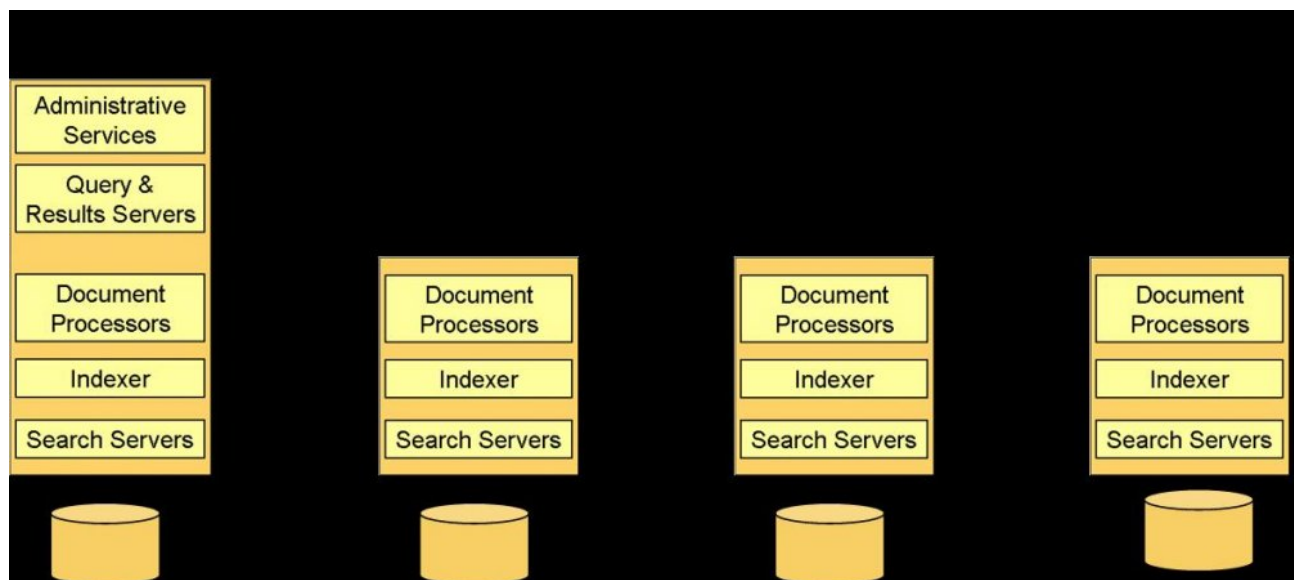 Administrative
Services
Query &
Results Servers
Document
Processors
Indexer
Search Servers
Document
Processors
Indexer
Search Servers
Document
Processors
Indexer
Search Servers
Document
Processors
Indexer
Search Servers